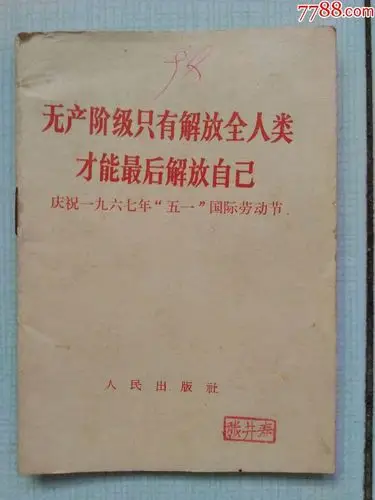 7788.com
无产阶级只有解放全人类
才能最后解放自己
庆祝一九六七年“五一”国际劳动节
人民出版社